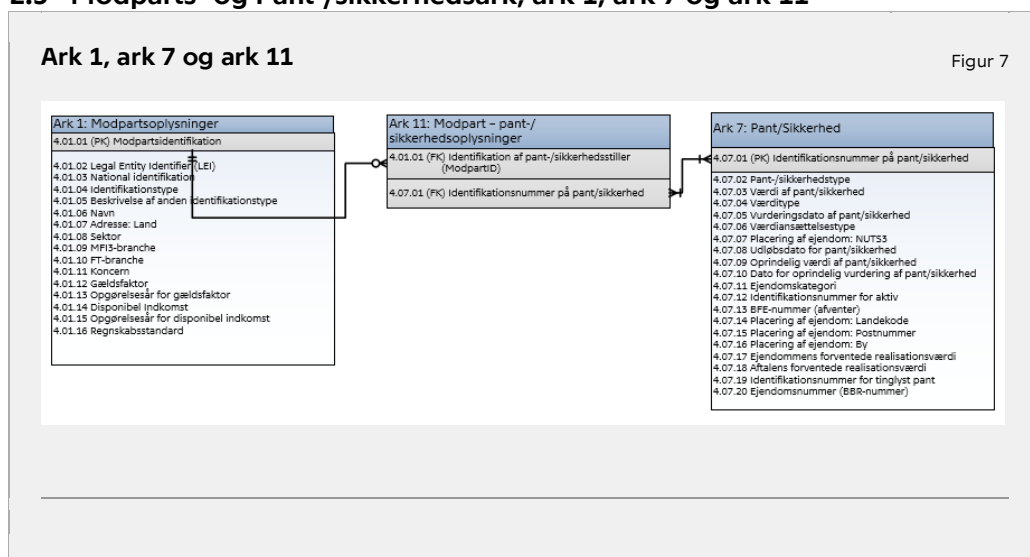 2.5 Modparts- og Pant-/sikkerhedsark, ark 1, ark 7 og ark 11
Ark 1, ark 7 og ark 11
Figur 7
Ark 1: Modpartsoplysninger
4.01.01 (PK) Modpartsidentifikation
4.01.02 Legal Entity Identifier (LEI)
4.01.03 National identifikation
4.01.04 Identifikationstype
4.01.05 Beskrivelse af anden identifikationstype
4.01.06 Navn
4.01.07 Adresse: Land
4.01.08 Sektor
4.01.09 MFI3-branche
4.01.10 FT-branche
4.01.11 Koncern
4.01.12 Gældsfaktor
4.01.13 Opgørelsesår for gældsfaktor
4.01.14 Disponibel Indkomst
4.01.15 Opgørelsesår for disponibel indkomst
4.01.16 Regnskabsstandard
Ark 11: Modpart – pant-/
sikkerhedsoplysninger
4.01.01 (FK) Identifikation af pant-/sikkerhedsstiller
(ModpartID)
4.07.01 (FK) Identifikationsnummer på pant/sikkerhed
Ark 7: Pant/Sikkerhed
4.07.01 (PK) Identifikationsnummer på pant/sikkerhed
4.07.02 Pant-/sikkerhedstype
4.07.03 Værdi af pant/sikkerhed
4.07.04 Værditype
4.07.05 Vurderingsdato af pant/sikkerhed
4.07.06 Værdiansættelsestype
4.07.07 Placering af ejendom: NUTS3
4.07.08 Udløbsdato for pant/sikkerhed
4.07.09 Oprindelig værdi af pant/sikkerhed
4.07.10 Dato for oprindelig vurdering af pant/sikkerhed
4.07.11 Ejendomskategori
4.07.12 Identifikationsnummer for aktiv
4.07.13 BFE-nummer (afventer)
4.07.14 Placering af ejendom: Landekode
4.07.15 Placering af ejendom: Postnummer
4.07.16 Placering af ejendom: By
4.07.17 Ejendommens forventede realisationsværdi
4.07.18 Aftalens forventede realisationsværdi
4.07.19 Identifikationsnummer for tinglyst pant
4.07.20 Ejendomsnummer (BBR-nummer)